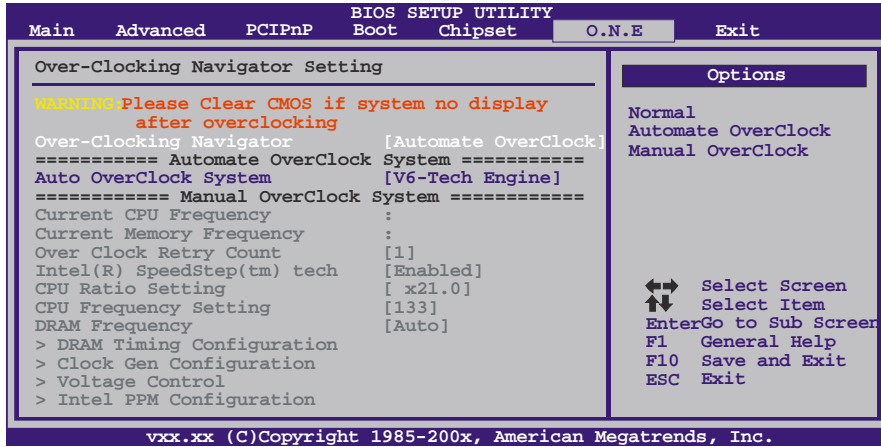 BIOS SETUP UTILITY
Main Advanced PCIPnP Boot Chipset O.N.E Exit
Over-Clocking Navigator Setting
WARNING:Please Clear CMOS if system no display
after overclocking
Over-Clocking Navigator [Automate OverClock]
=========== Automate OverClock System ===========
Auto OverClock System [V6-Tech Engine]
============ Manual OverClock System ============
Current CPU Frequency :
Current Memory Frequency :
Over Clock Retry Count [1]
Intel(R) SpeedStep(tm) tech [Enabled]
CPU Ratio Setting [ x21.0]
CPU Frequency Setting [133]
DRAM Frequency [Auto]
> DRAM Timing Configuration
> Clock Gen Configuration
> Voltage Control
> Intel PPM Configuration
Options
Normal
Automate OverClock
Manual OverClock
Select Screen
Select Item
EnterGo to Sub Screen
F1 General Help
F10 Save and Exit
ESC Exit
vxx.xx (C)Copyright 1985-200x, American Megatrends, Inc.